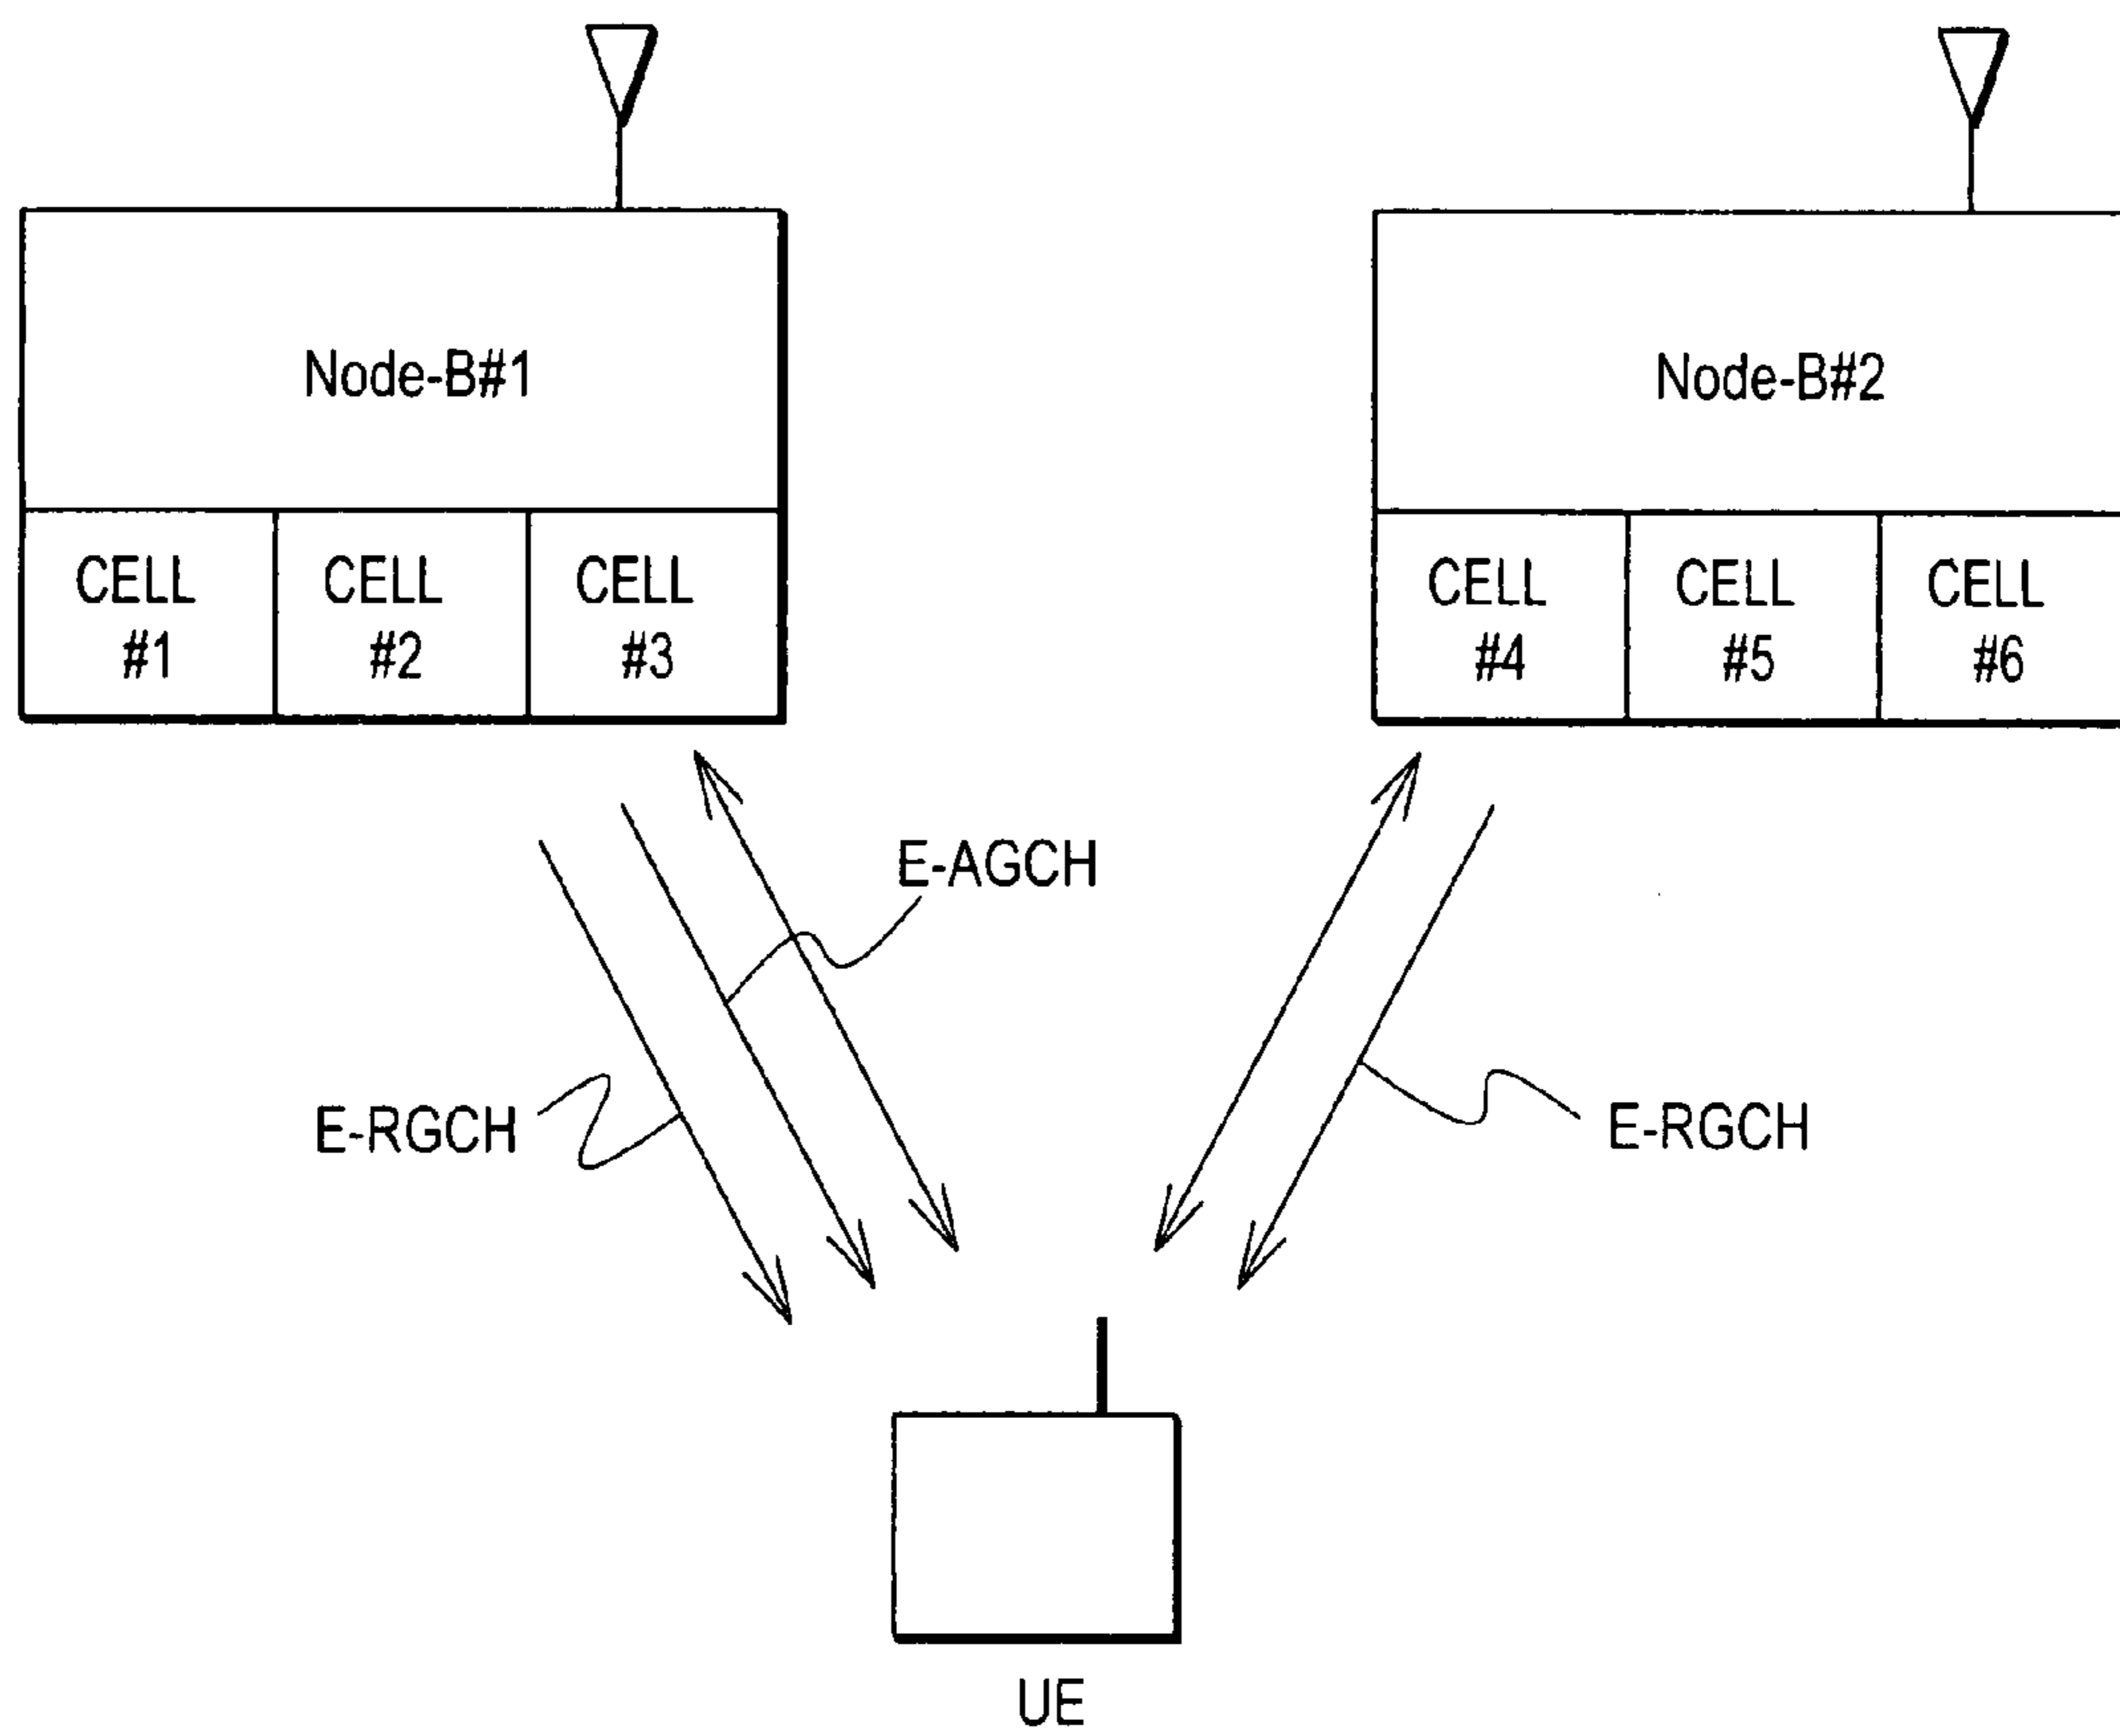 Node-B#1
Node-B#2
CELL
#1
CELL
#2
CELL
#3
CELL
#4
CELL
#5
CELL
#6
E-AGCH
E-RGCH
E-RGCH
UE